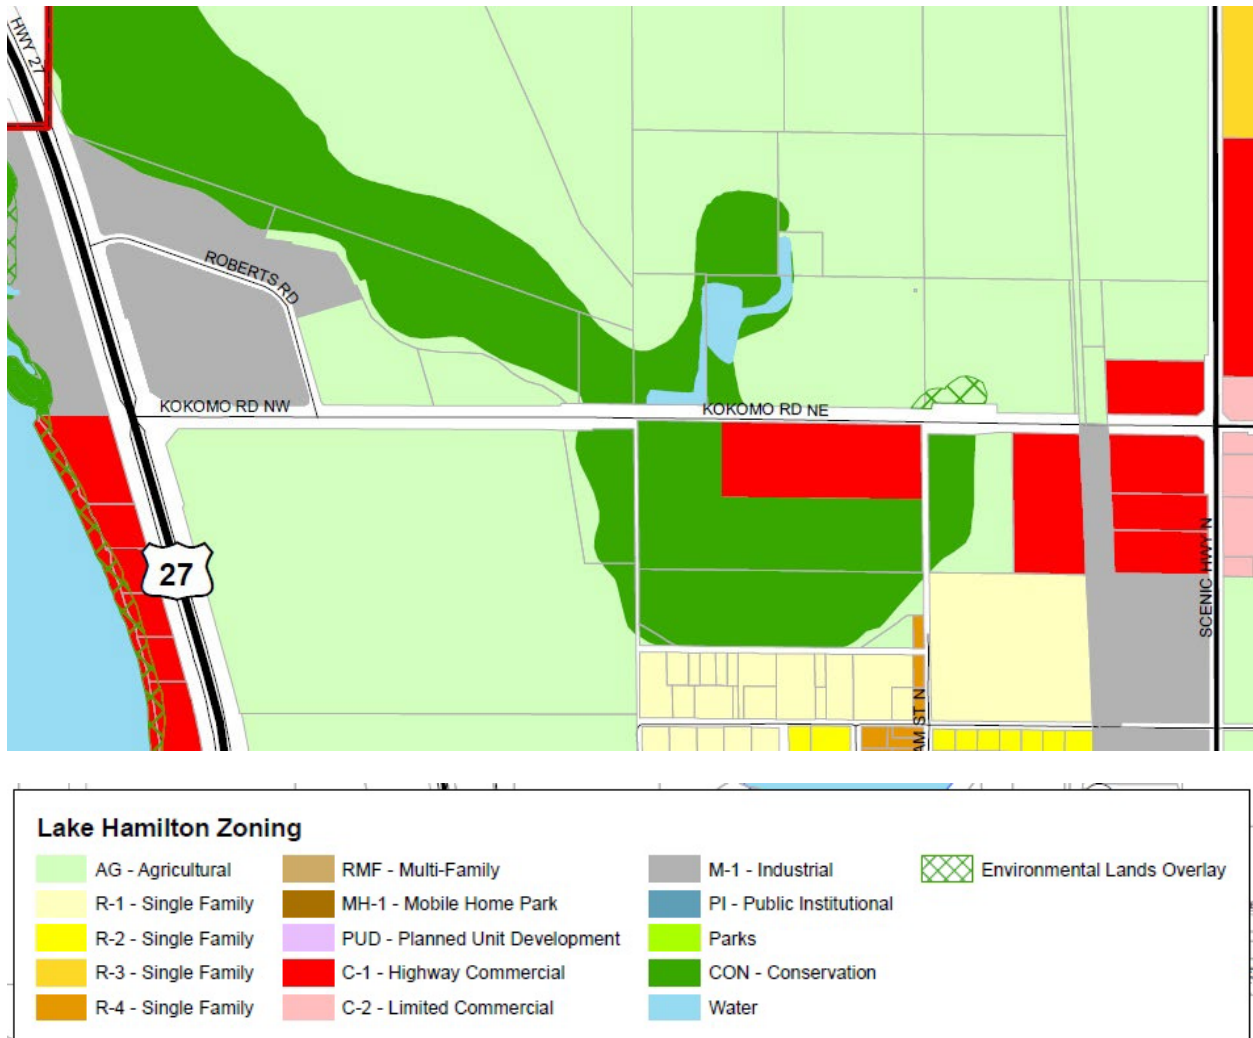 HWY 27
ROBERTS RD
KOKOMO RD NW
KOKOMO RD NE
27
SCENIC HWY N
AM ST N
Lake Hamilton Zoning
AG - Agricultural
R-1 - Single Family
R-2 - Single Family
R-3 - Single Family
R-4 - Single Family
RMF - Multi-Family
MH-1 - Mobile Home Park
PUD - Planned Unit Development
C-1 - Highway Commercial
C-2 - Limited Commercial
M-1 - Industrial
PI - Public Institutional
Parks
CON - Conservation
Water
Environmental Lands Overlay